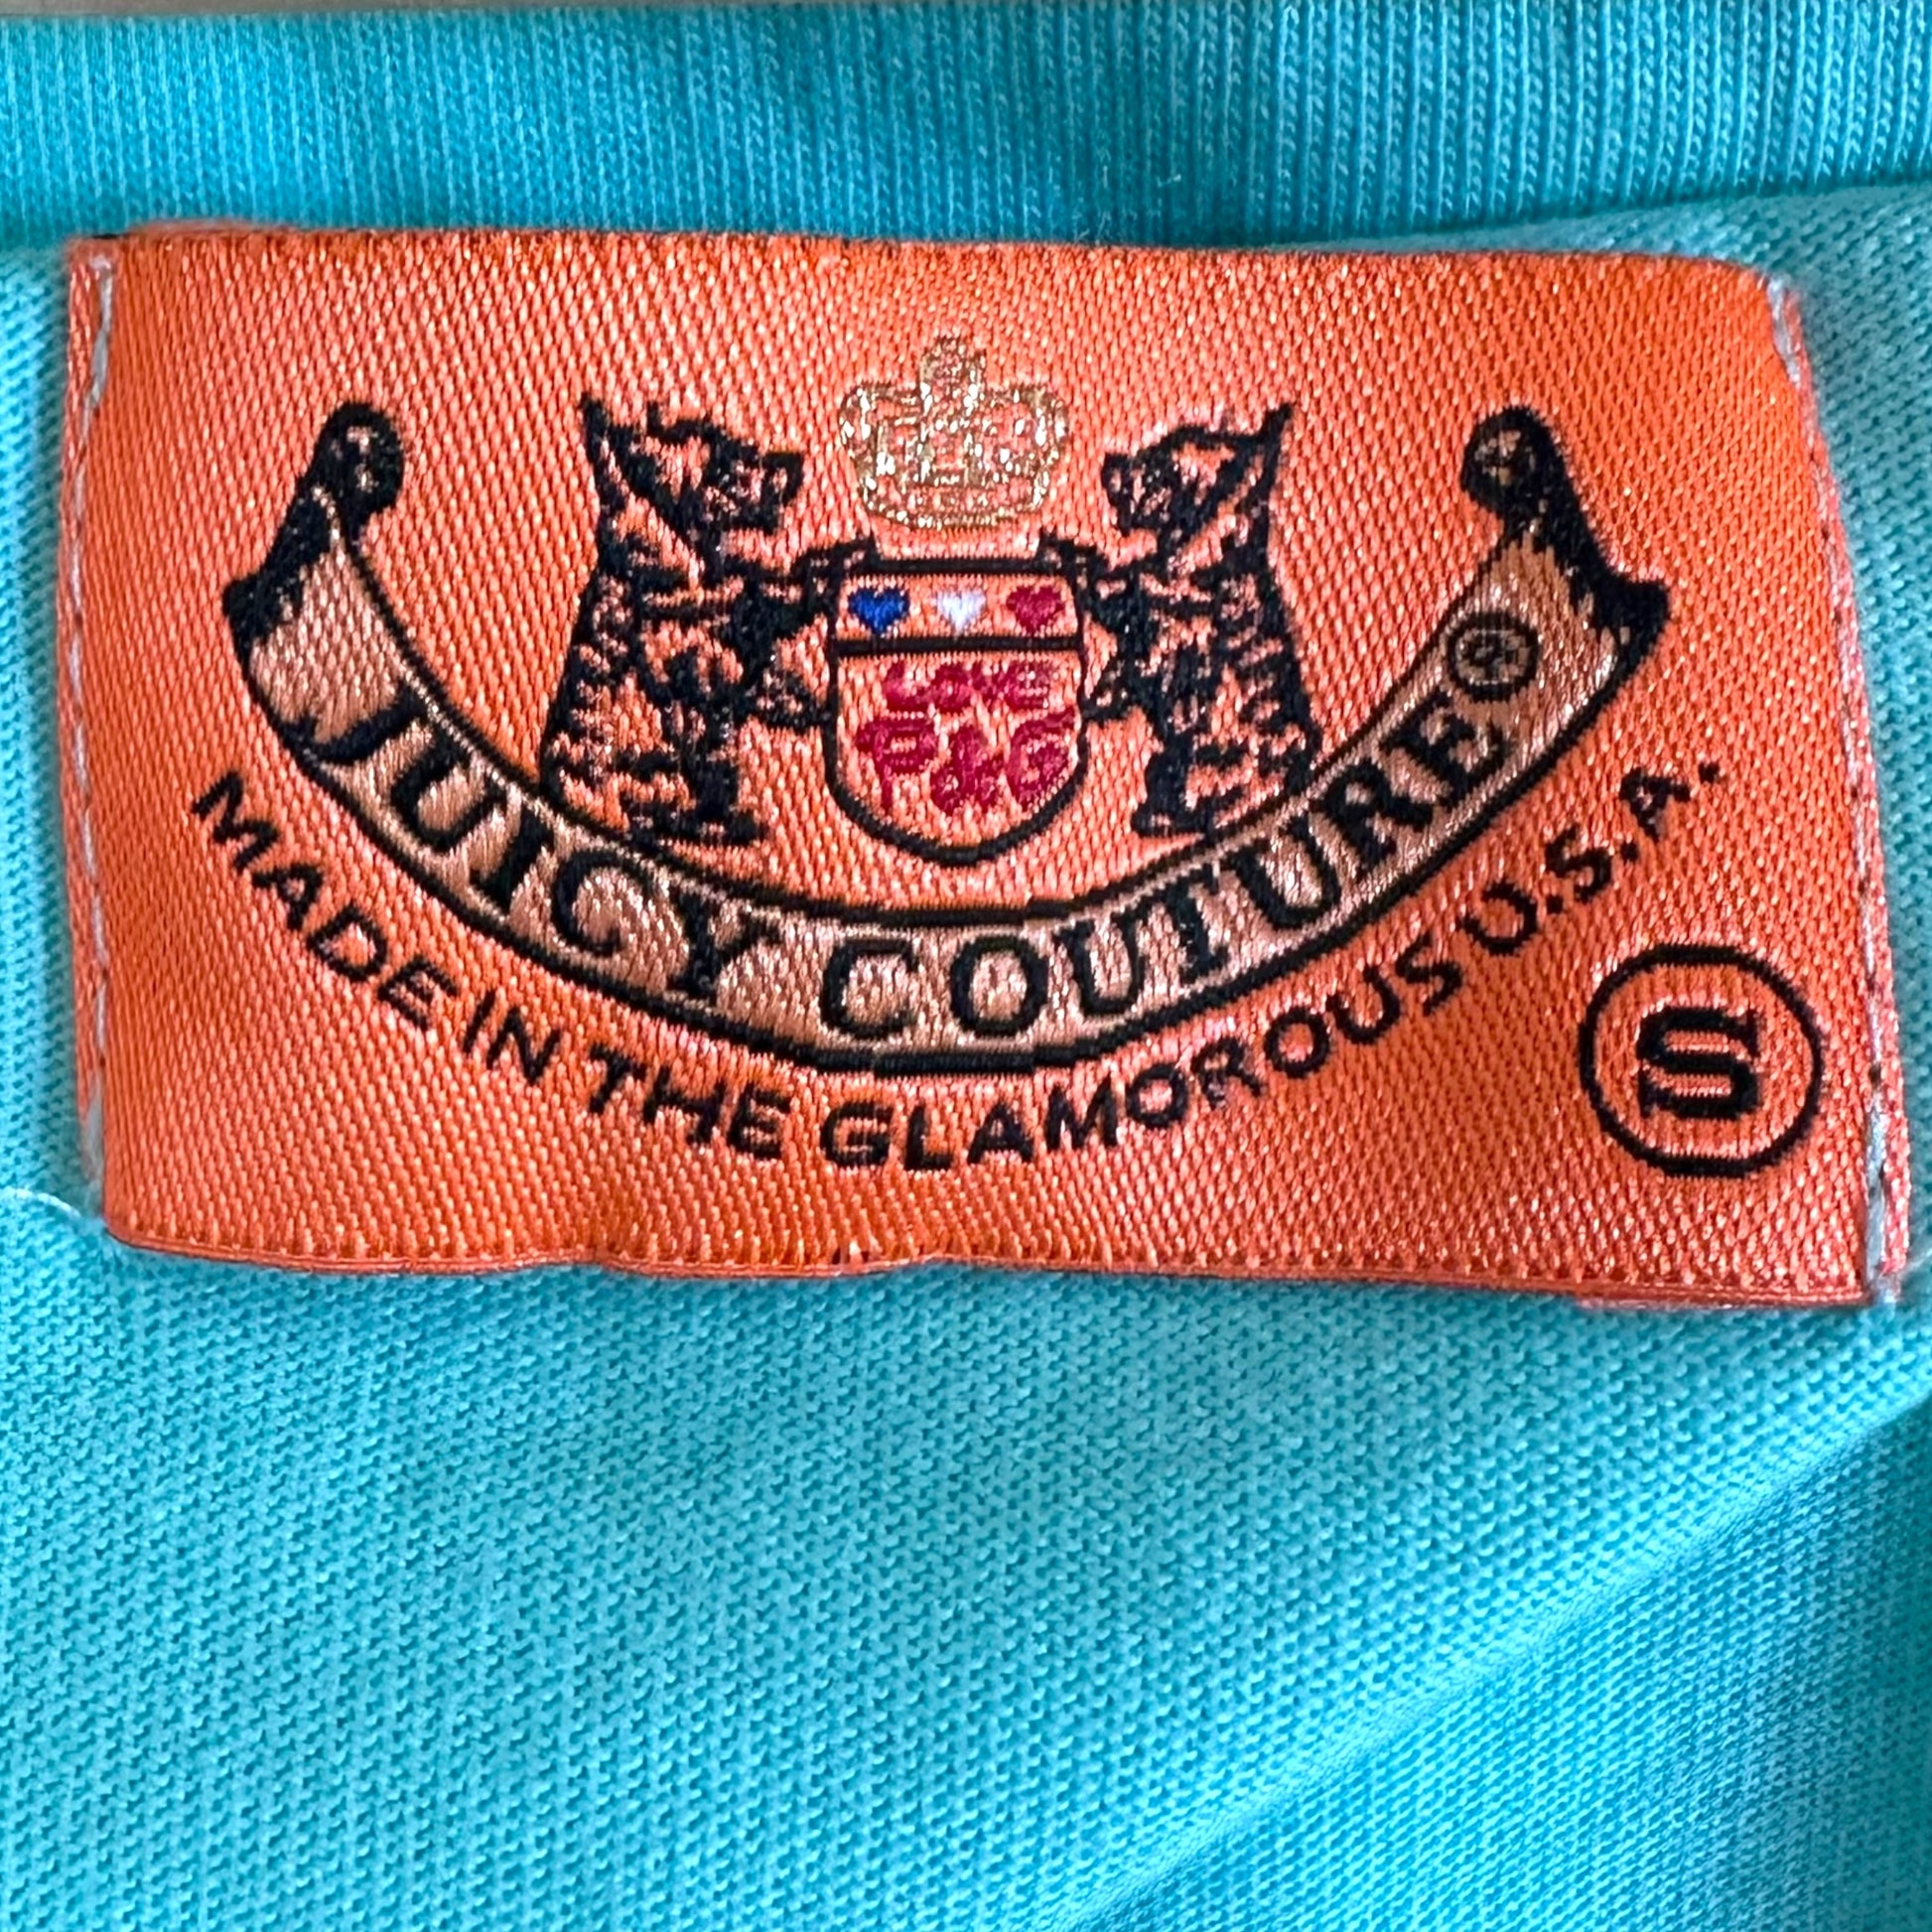 LOVE
P&G
JUICY COUTURE®
MADE IN THE GLAMOROUS U.S.A.
S